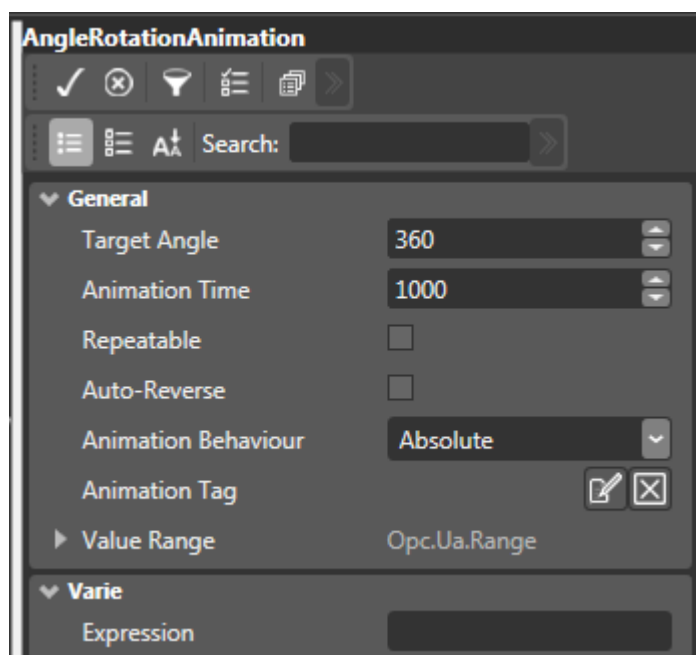 AngleRotationAnimation
Search:
General
Target Angle 360
Animation Time 1000
Repeatable
Auto-Reverse
Animation Behaviour Absolute
Animation Tag
Value Range Opc.Ua.Range
Varie
Expression